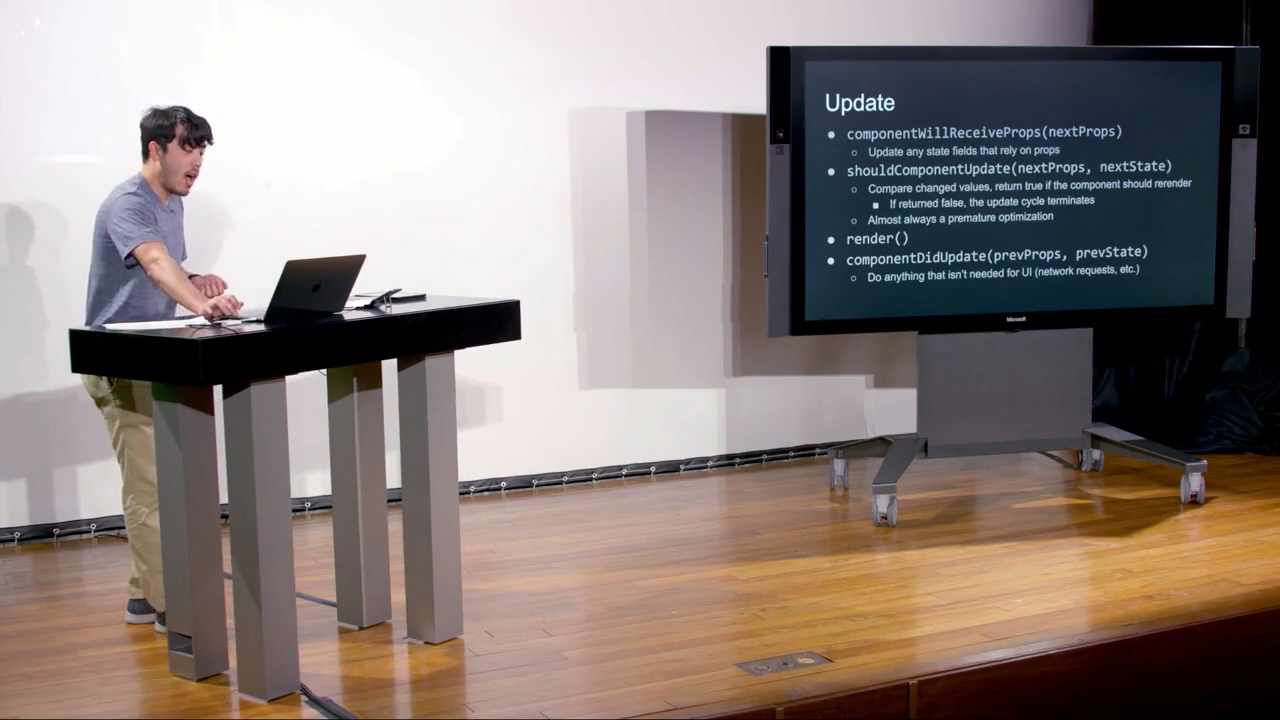 Update
● componentWillReceiveProps(nextProps)
○ Update any state fields that rely on props
● shouldComponentUpdate(nextProps, nextState)
○ Compare changed values, return true if the component should rerender
■ If returned false, the update cycle terminates
○ Almost always a premature optimization
● render()
● componentDidUpdate(prevProps, prevState)
○ Do anything that isn't needed for UI (network requests, etc.)
Microsoft